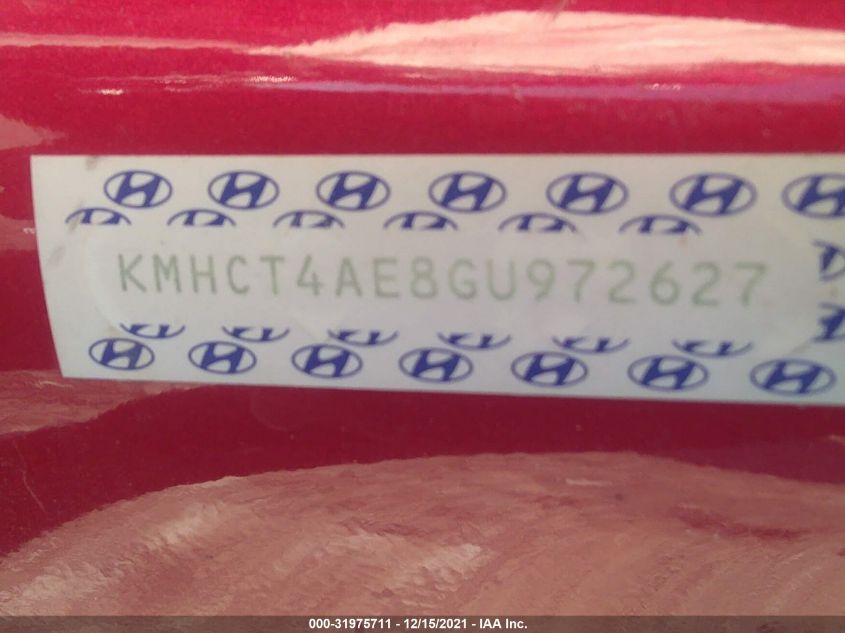 KMHCT4AE8GU972627
000-31975711 - 12/15/2021 - IAA Inc.